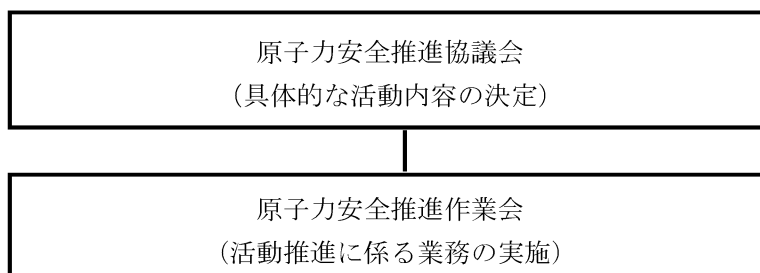 原子力安全推進協議会
（具体的な活動内容の決定）
原子力安全推進作業会
（活動推進に係る業務の実施）